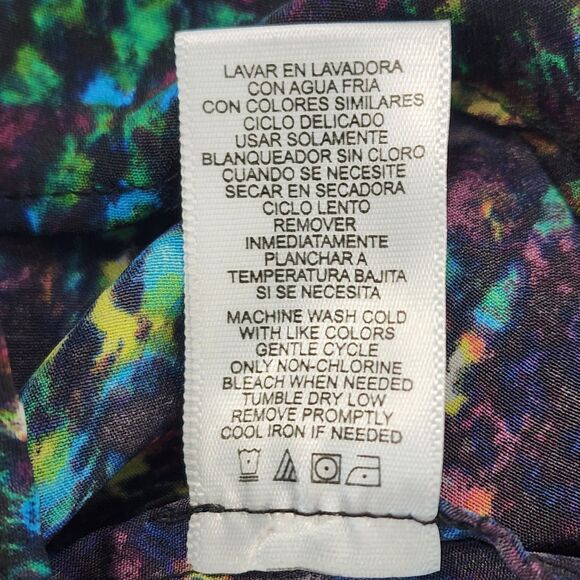 LAVAR EN LAVADORA
CON AGUA FRIA
CON COLORES SIMILARES
CICLO DELICADO
USAR SOLAMENTE
BLANQUEADOR SIN CLORO
CUANDO SE NECESITE
SECAR EN SECADORA
CICLO LENTO
REMOVER
INMEDIATAMENTE
PLANCHAR A
TEMPERATURA BAJITA
SI SE NECESITA
MACHINE WASH COLD
WITH LIKE COLORS
GENTLE CYCLE
ONLY NON-CHLORINE
BLEACH WHEN NEEDED
TUMBLE DRY LOW
REMOVE PROMPTLY
COOL IRON IF NEEDED